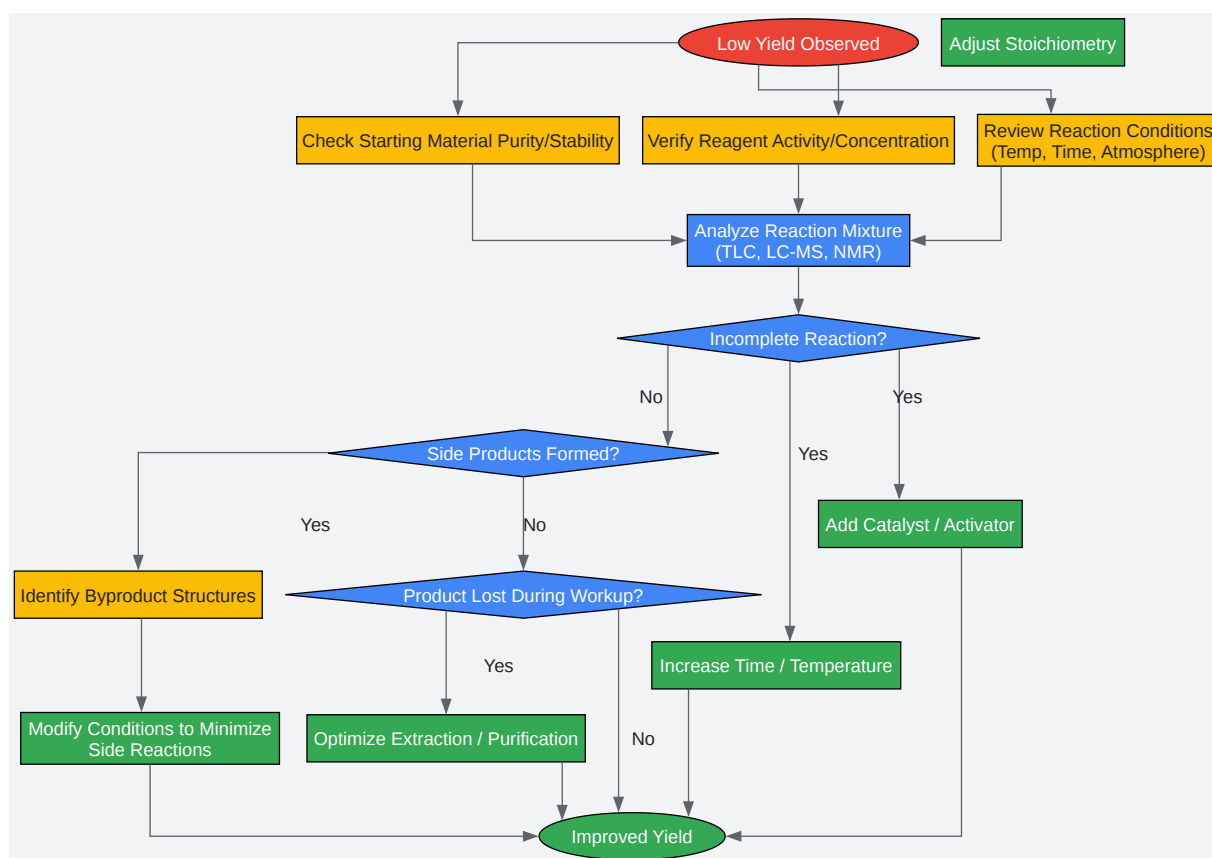 Low Yield Observed
Adjust Stoichiometry
Check Starting Material Purity/Stability
Verify Reagent Activity/Concentration
Review Reaction Conditions
(Temp, Time, Atmosphere)
Analyze Reaction Mixture
(TLC, LC-MS, NMR)
Incomplete Reaction?
No
Yes
Side Products Formed?
Yes
Yes
No
Add Catalyst / Activator
Identify Byproduct Structures
Product Lost During Workup?
Yes
Increase Time / Temperature
Modify Conditions to Minimize
Side Reactions
Optimize Extraction / Purification
No
Improved Yield